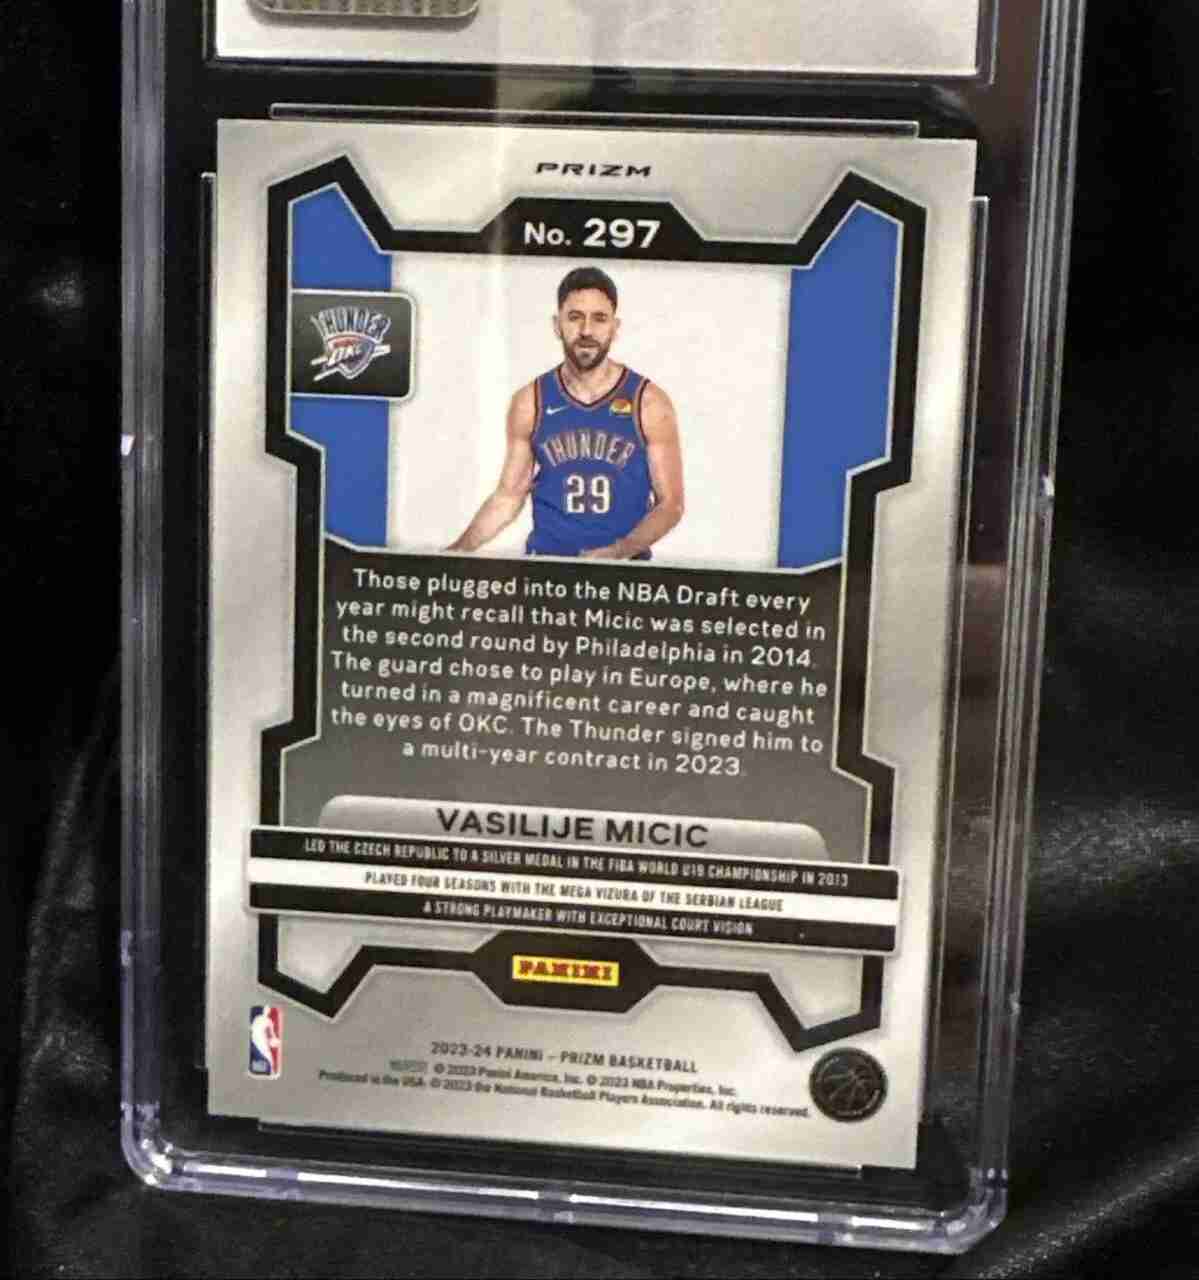 PRIZM
No. 297
THUNDER
OKC
THUNDER
29
Those plugged into the NBA Draft every
year might recall that Micic was selected in
the second round by Philadelphia in 2014.
The guard chose to play in Europe, where he
turned in a magnificent career and caught
the eyes of OKC. The Thunder signed him to
a multi-year contract in 2023.
VASILIJE MICIC
LED THE CZECH REPUBLIC TO A SILVER MEDAL IN THE FIBA WORLD U19 CHAMPIONSHIP IN 2013
PLAYED FOUR SEASONS WITH THE MEGA VIZURA OF THE SERBIAN LEAGUE
A STRONG PLAYMAKER WITH EXCEPTIONAL COURT VISION
PANINI
2023-24 PANINI – PRIZM BASKETBALL
© 2023 Panini America, Inc. © 2023 NBA Properties, Inc.
Produced in the USA. © 2023 the National Basketball Players Association. All rights reserved.